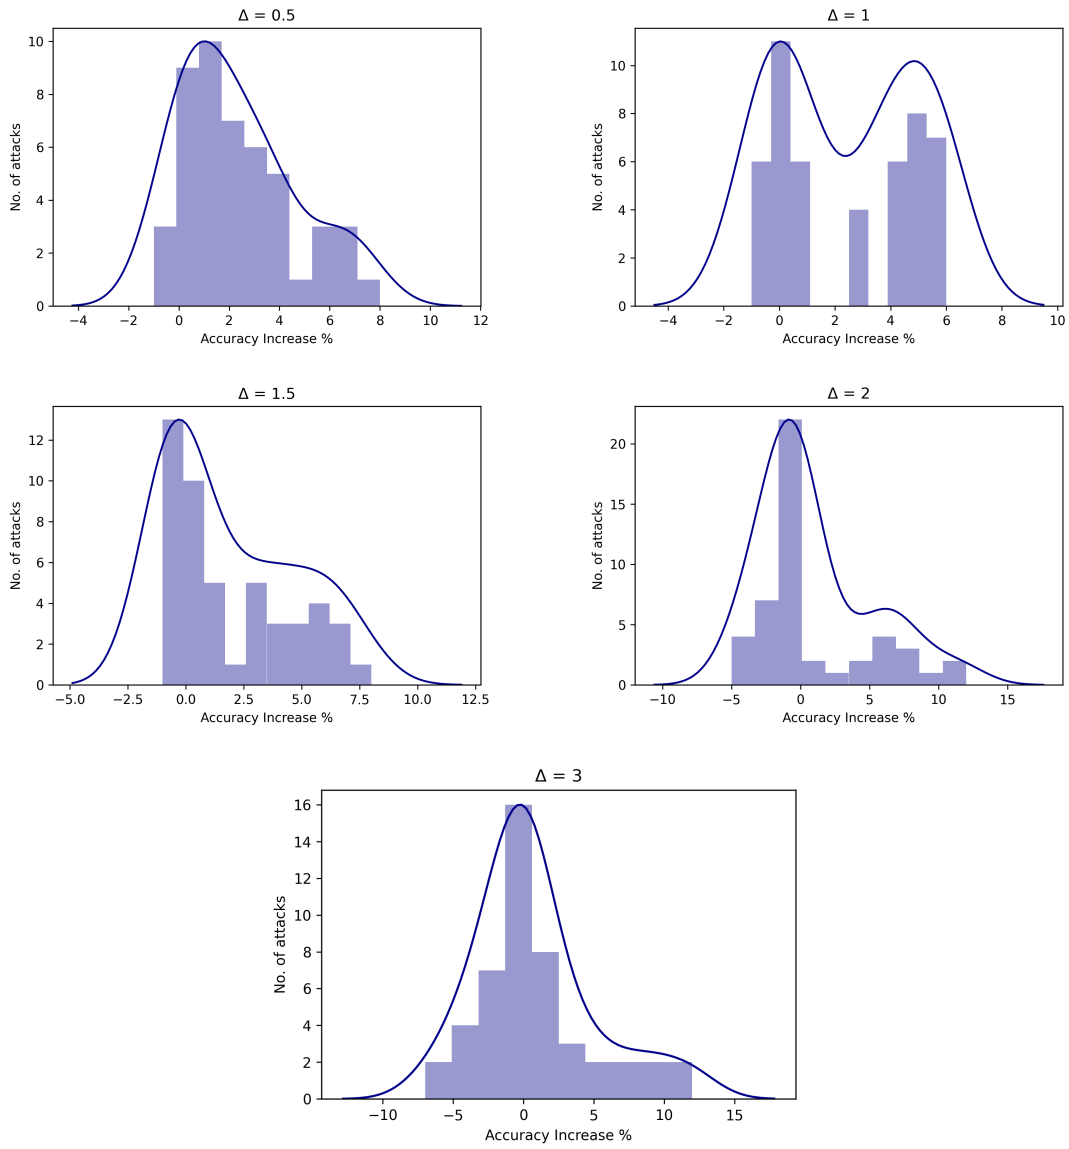 Δ = 0.5
No. of attacks
10
8
6
4
2
0
−4 −2 0 2 4 6 8 10 12
Accuracy Increase %
Δ = 1
No. of attacks
10
8
6
4
2
0
−4 −2 0 2 4 6 8 10
Accuracy Increase %
Δ = 1.5
No. of attacks
12
10
8
6
4
2
0
−5.0 −2.5 0.0 2.5 5.0 7.5 10.0 12.5
Accuracy Increase %
Δ = 2
No. of attacks
20
15
10
5
0
−10 −5 0 5 10 15
Accuracy Increase %
Δ = 3
No. of attacks
16
14
12
10
8
6
4
2
0
−10 −5 0 5 10 15
Accuracy Increase %